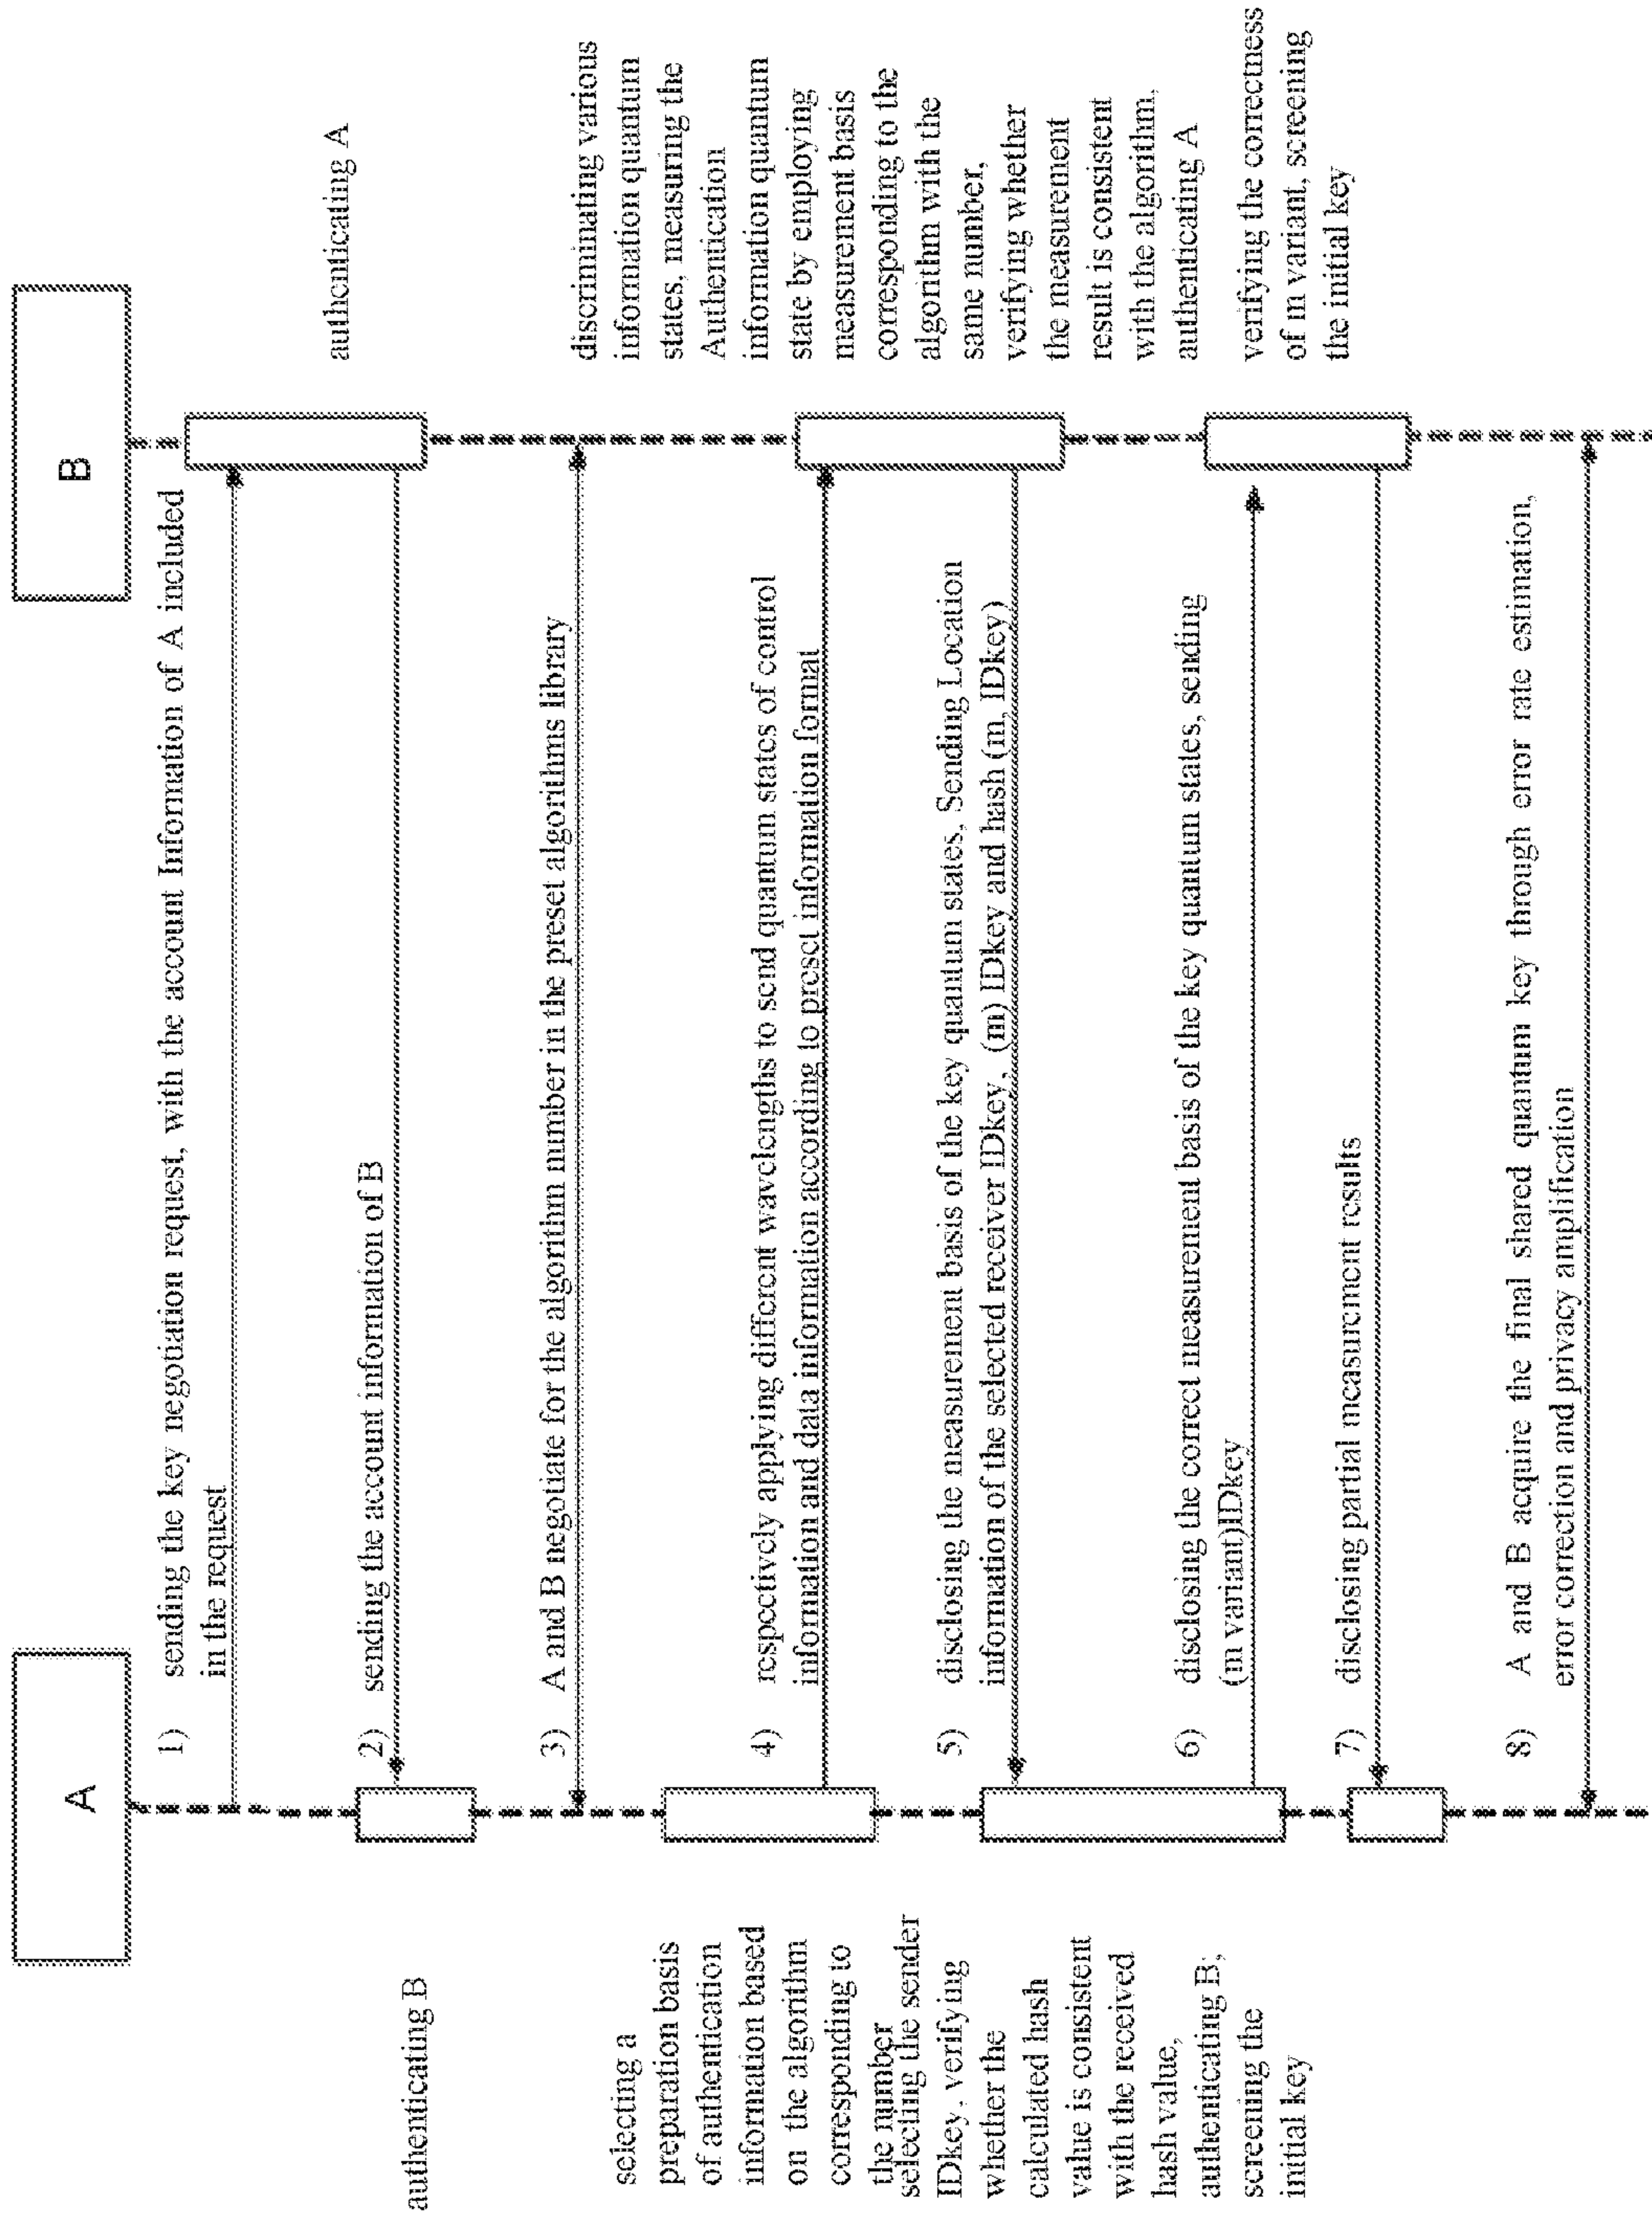 A
B
1) sending the key negotiation request, with the account Information of A included
in the request
authenticating A
2) sending the account information of B
authenticating B
3) A and B negotiate for the algorithm number in the preset algorithms library
selecting a
preparation basis
of authentication
information based
on the algorithm
corresponding to
the number
4) respectively applying different wavelengths to send quantum states of control
information and data information according to preset information format
discriminating various
information quantum
states, measuring the
Authentication
information quantum
state by employing
measurement basis
corresponding to the
algorithm with the
same number,
verifying whether
the measurement
result is consistent
with the algorithm,
authenticating A
5) disclosing the measurement basis of the key quantum states, Sending Location
information of the selected receiver IDkey, (m) IDkey and hash (m, IDkey)
selecting the sender
IDkey, verifying
whether the
calculated hash
value is consistent
with the received
hash value,
authenticating B,
screening the
initial key
6) disclosing the correct measurement basis of the key quantum states, sending
(m variant)IDkey
verifying the correctness
of m variant, screening
the initial key
7) disclosing partial measurement results
8) A and B acquire the final shared quantum key through error rate estimation,
error correction and privacy amplification